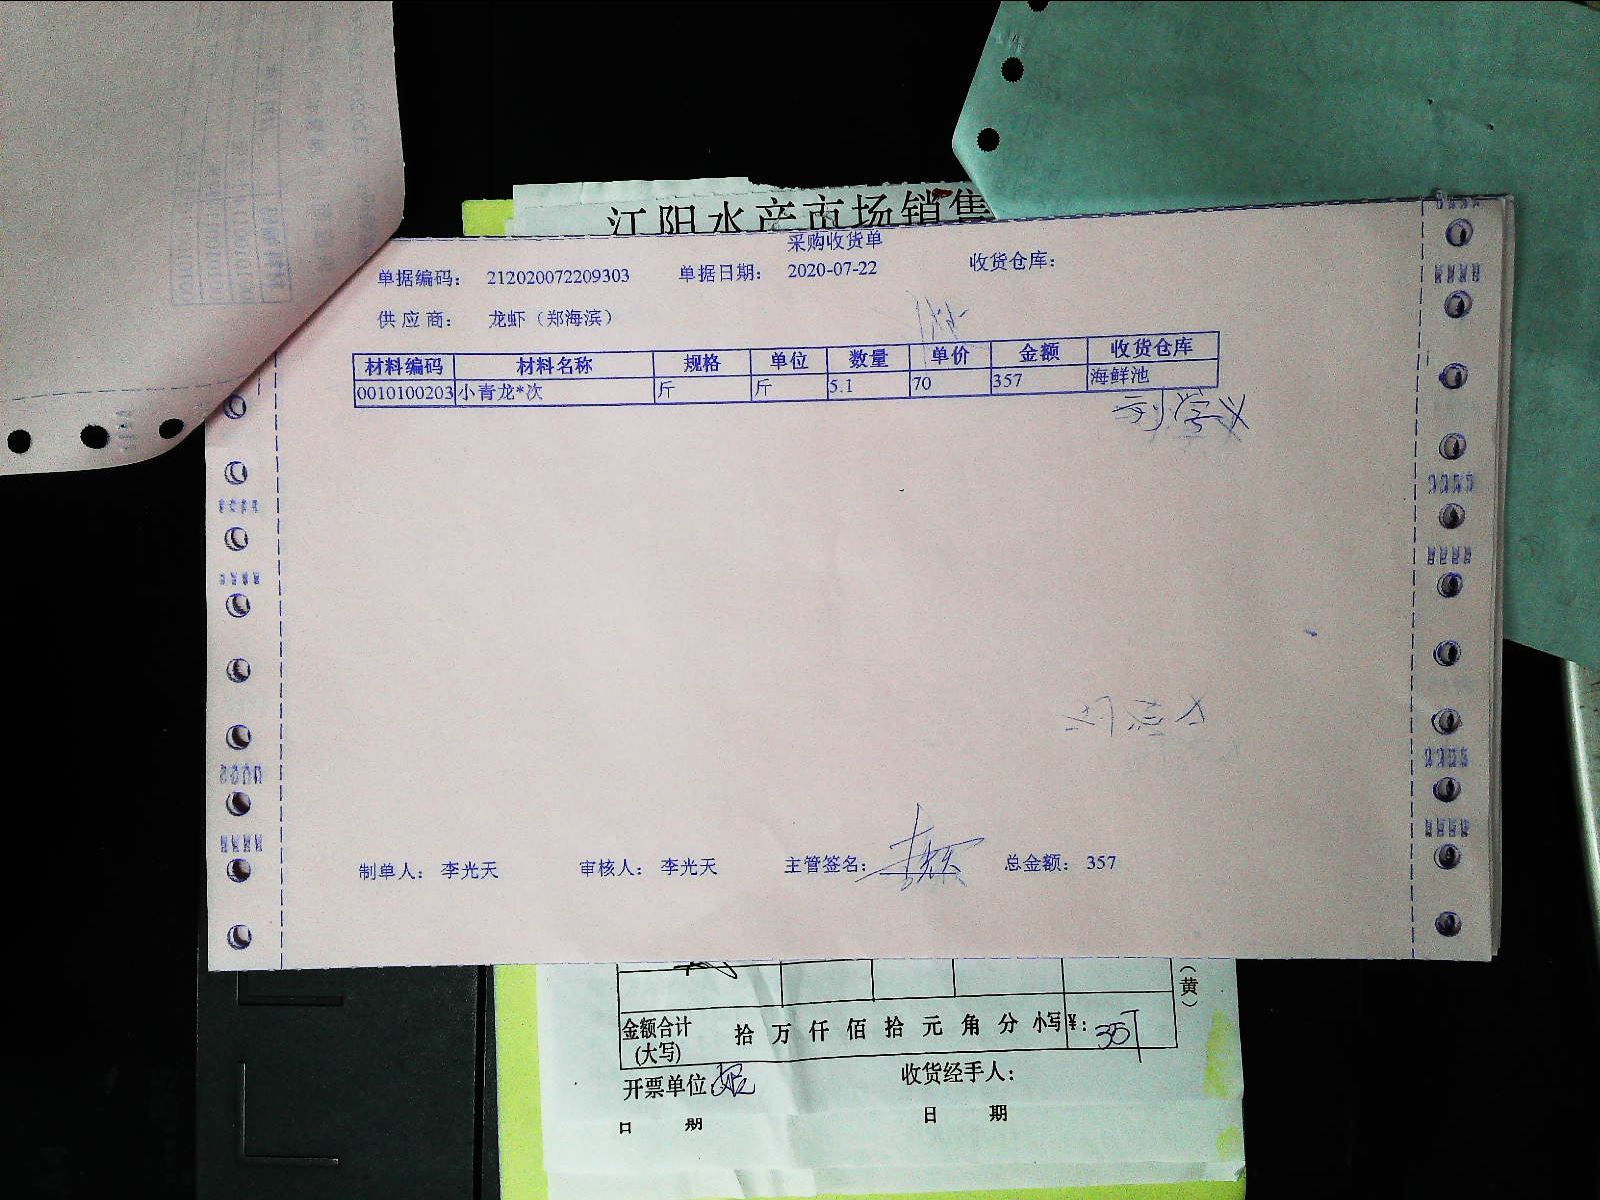 江阳水产市场销售
采购收货单
单据编码： 212020072209303 单据日期： 2020-07-22 收货仓库：
供 应 商： 龙虾（郑海滨）
材料编码 材料名称 规格 单位 数量 单价 金额 收货仓库
0010100203 小青龙*次 斤 斤 5.1 70 357 海鲜池
刘学义
制单人： 李光天 审核人： 李光天 主管签名： 总金额： 357
（黄）
金额合计 拾 万 仟 佰 拾 元 角 分 小写¥： 357
（大写）
开票单位： 收货经手人：
日 期 日 期